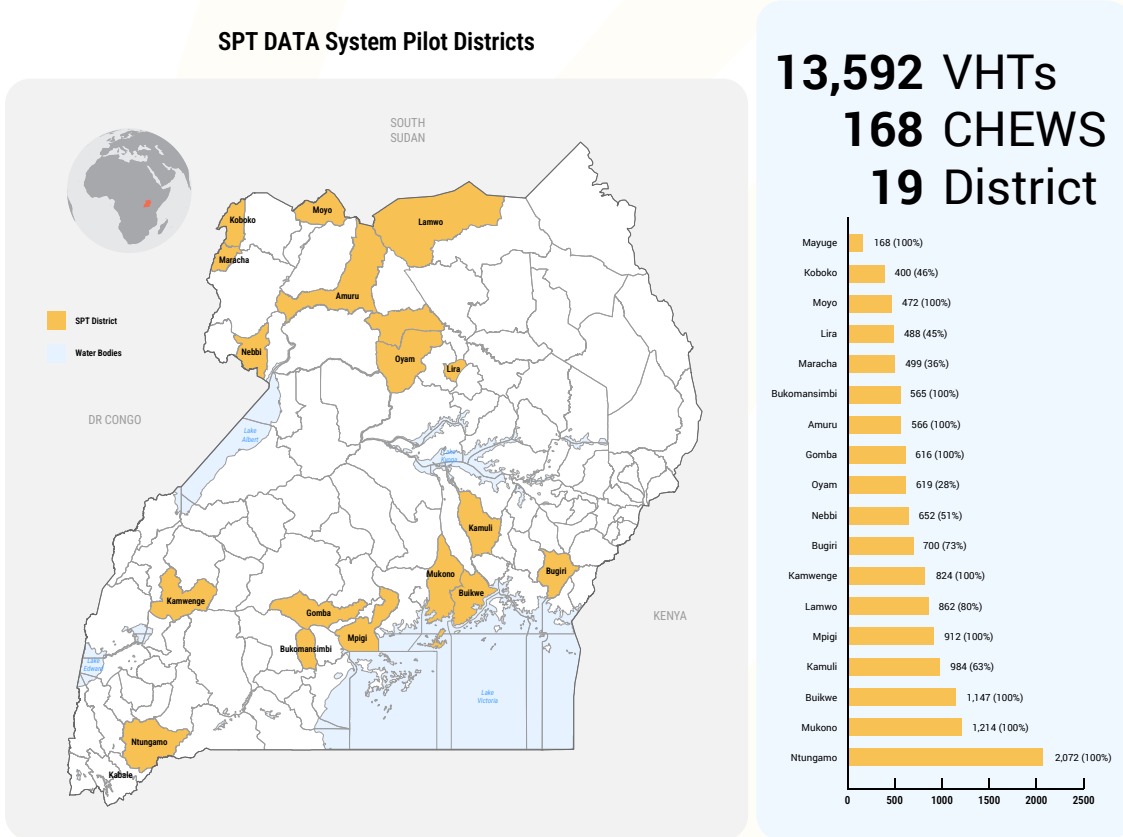 SPT DATA System Pilot Districts
SOUTH
SUDAN
Koboko
Moyo
Lamwo
Maracha
Amuru
SPT District
Water Bodies
Nebbi
Oyam
Lira
DR CONGO
Lake
Albert
Lake
Kyoga
Kamuli
Mukono
Bugiri
Buikwe
Kamwenge
Gomba
KENYA
Mpigi
Bukomansimbi
Lake
Edward
Lake
Victoria
Ntungamo
Kabale
13,592 VHTs
168 CHEWS
19 District
Mayuge 168 (100%)
Koboko 400 (46%)
Moyo 472 (100%)
Lira 488 (45%)
Maracha 499 (36%)
Bukomansimbi 565 (100%)
Amuru 566 (100%)
Gomba 616 (100%)
Oyam 619 (28%)
Nebbi 652 (51%)
Bugiri 700 (73%)
Kamwenge 824 (100%)
Lamwo 862 (80%)
Mpigi 912 (100%)
Kamuli 984 (63%)
Buikwe 1,147 (100%)
Mukono 1,214 (100%)
Ntungamo 2,072 (100%)
0 500 1000 1500 2000 2500